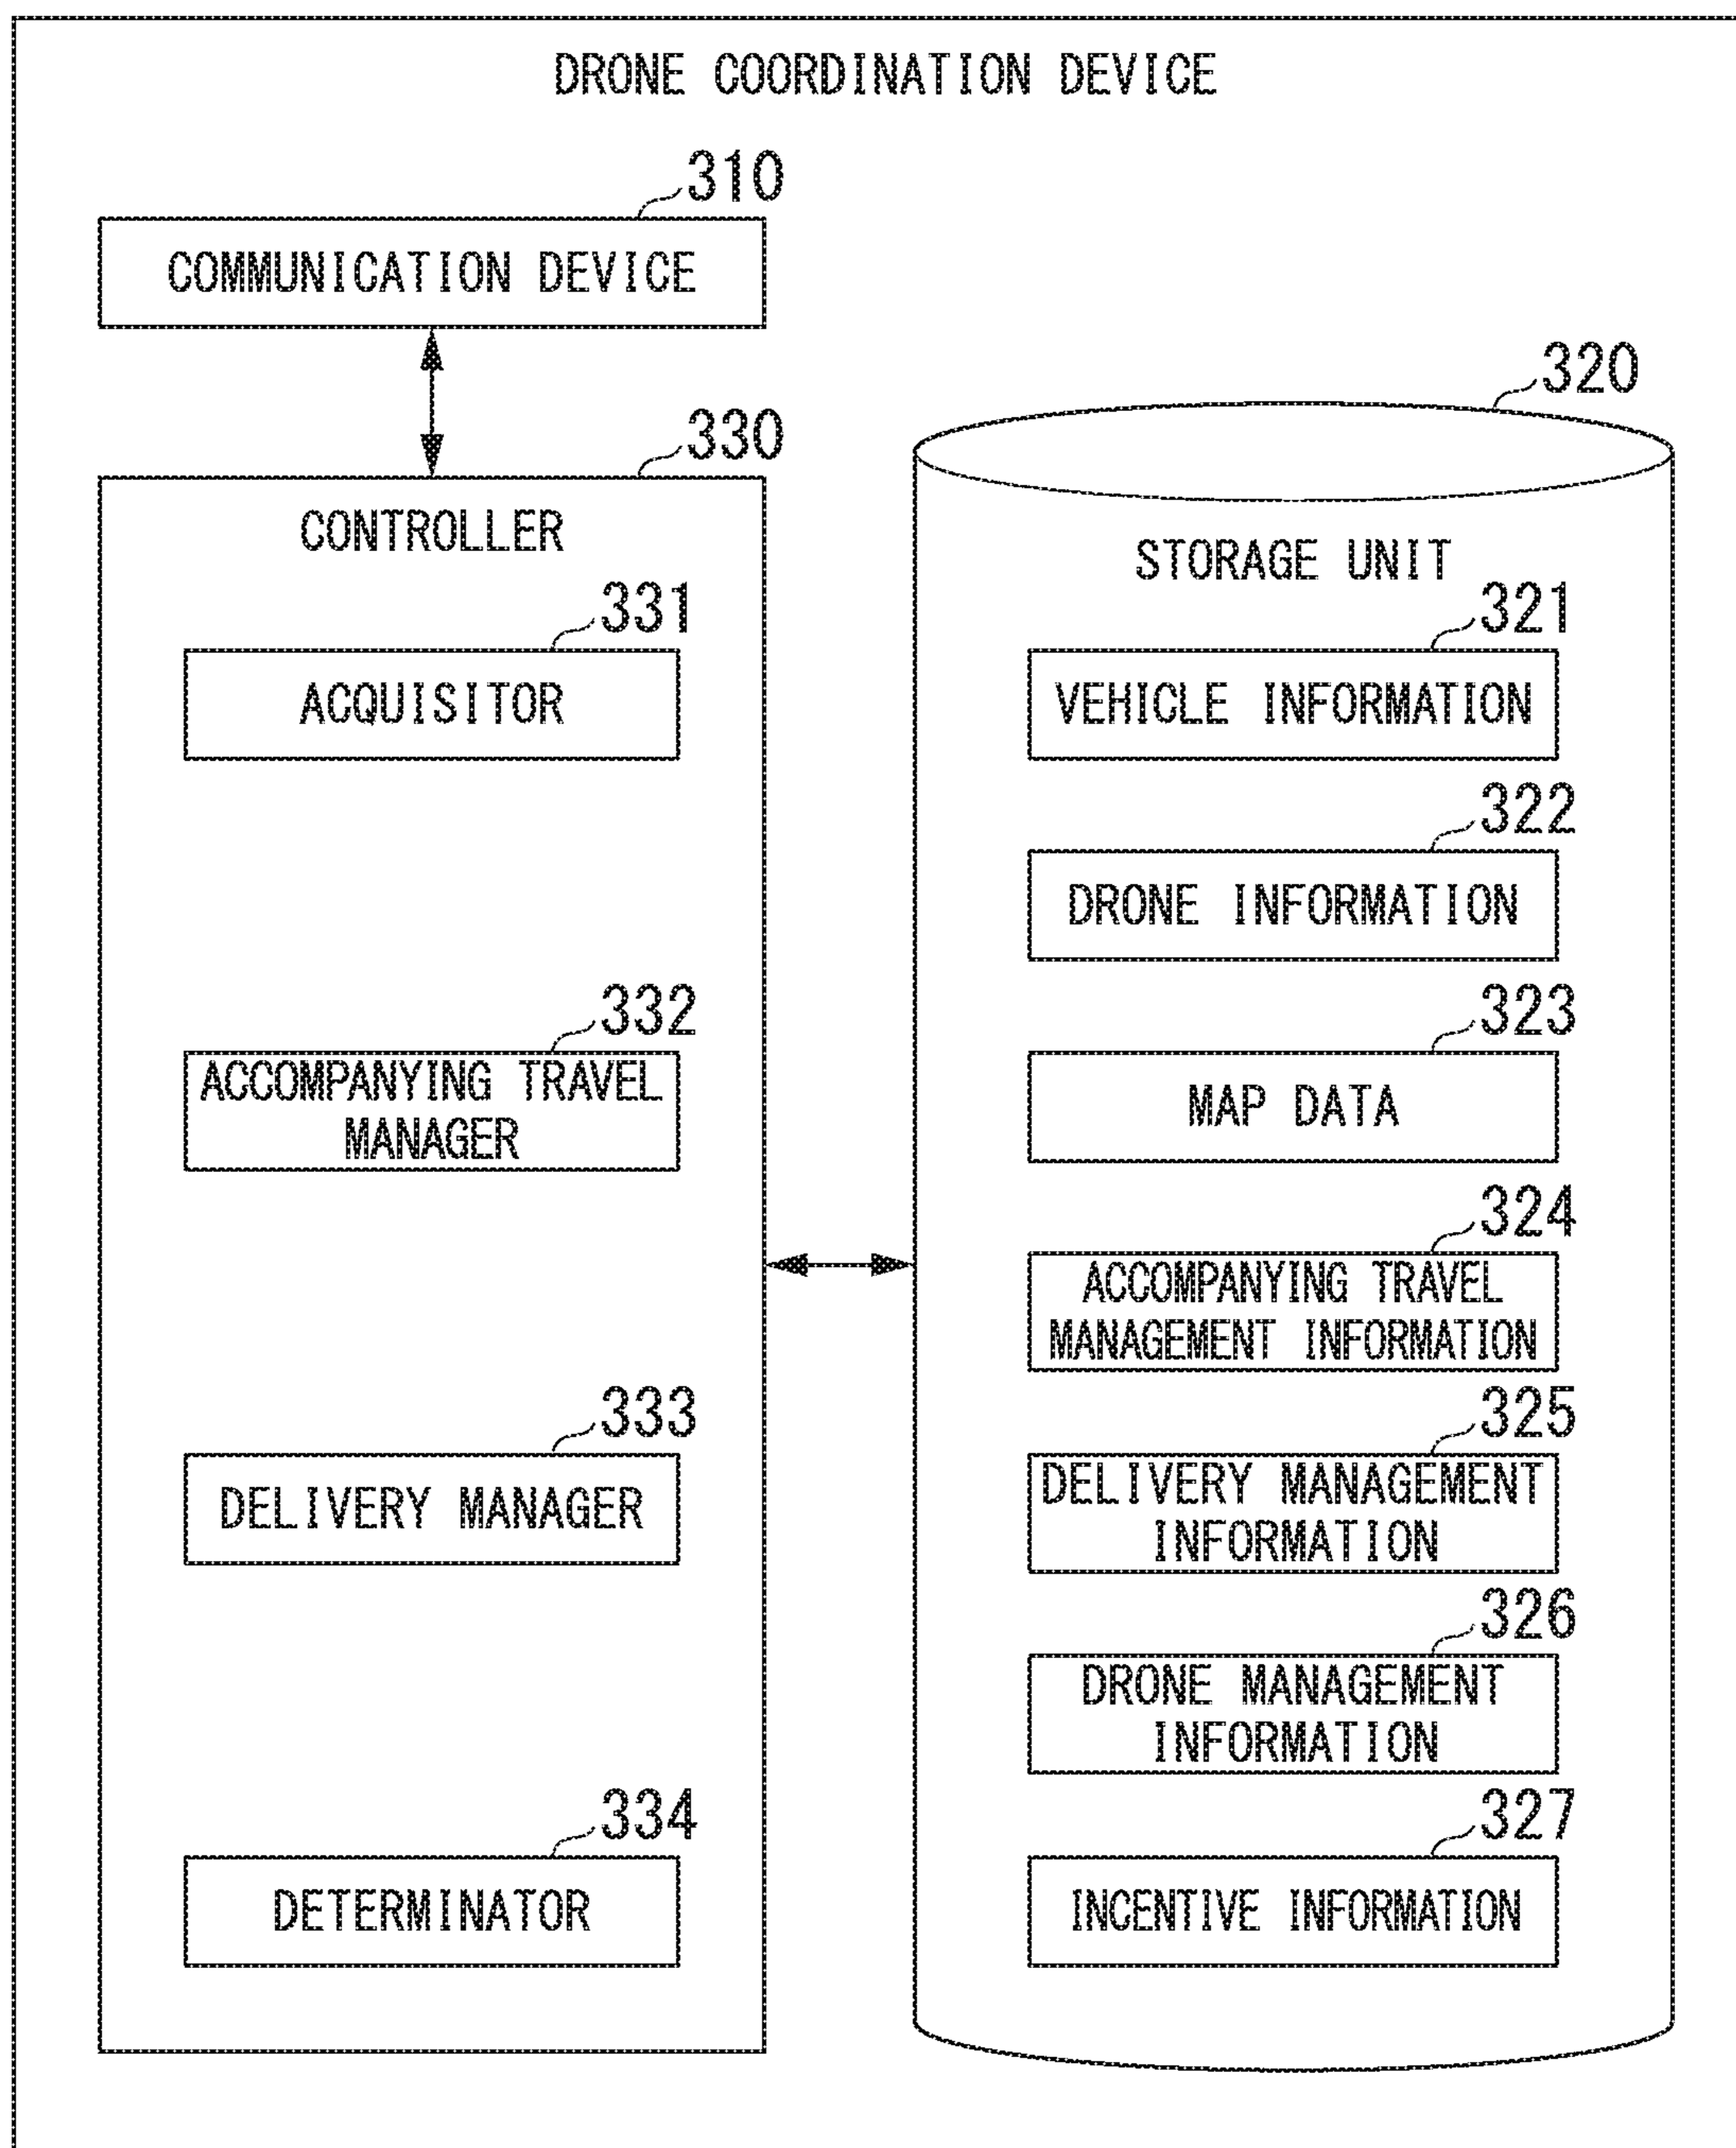 DRONE COORDINATION DEVICE
310
COMMUNICATION DEVICE
330
CONTROLLER
331
ACQUISITOR
332
ACCOMPANYING TRAVEL
MANAGER
333
DELIVERY MANAGER
334
DETERMINATOR
320
STORAGE UNIT
321
VEHICLE INFORMATION
322
DRONE INFORMATION
323
MAP DATA
324
ACCOMPANYING TRAVEL
MANAGEMENT INFORMATION
325
DELIVERY MANAGEMENT
INFORMATION
326
DRONE MANAGEMENT
INFORMATION
327
INCENTIVE INFORMATION